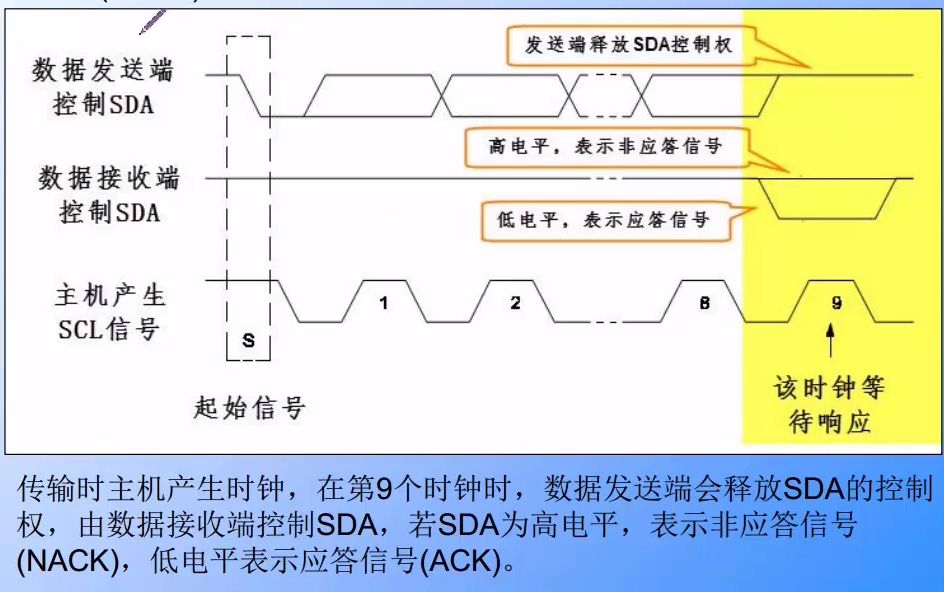 发送端释放SDA控制权
数据发送端
控制SDA
高电平，表示非应答信号
数据接收端
控制SDA
低电平，表示应答信号
主机产生
SCL信号
S
1
2
8
9
起始信号
该时钟等
待响应
传输时主机产生时钟，在第9个时钟时，数据发送端会释放SDA的控制
权，由数据接收端控制SDA，若SDA为高电平，表示非应答信号
(NACK)，低电平表示应答信号(ACK)。